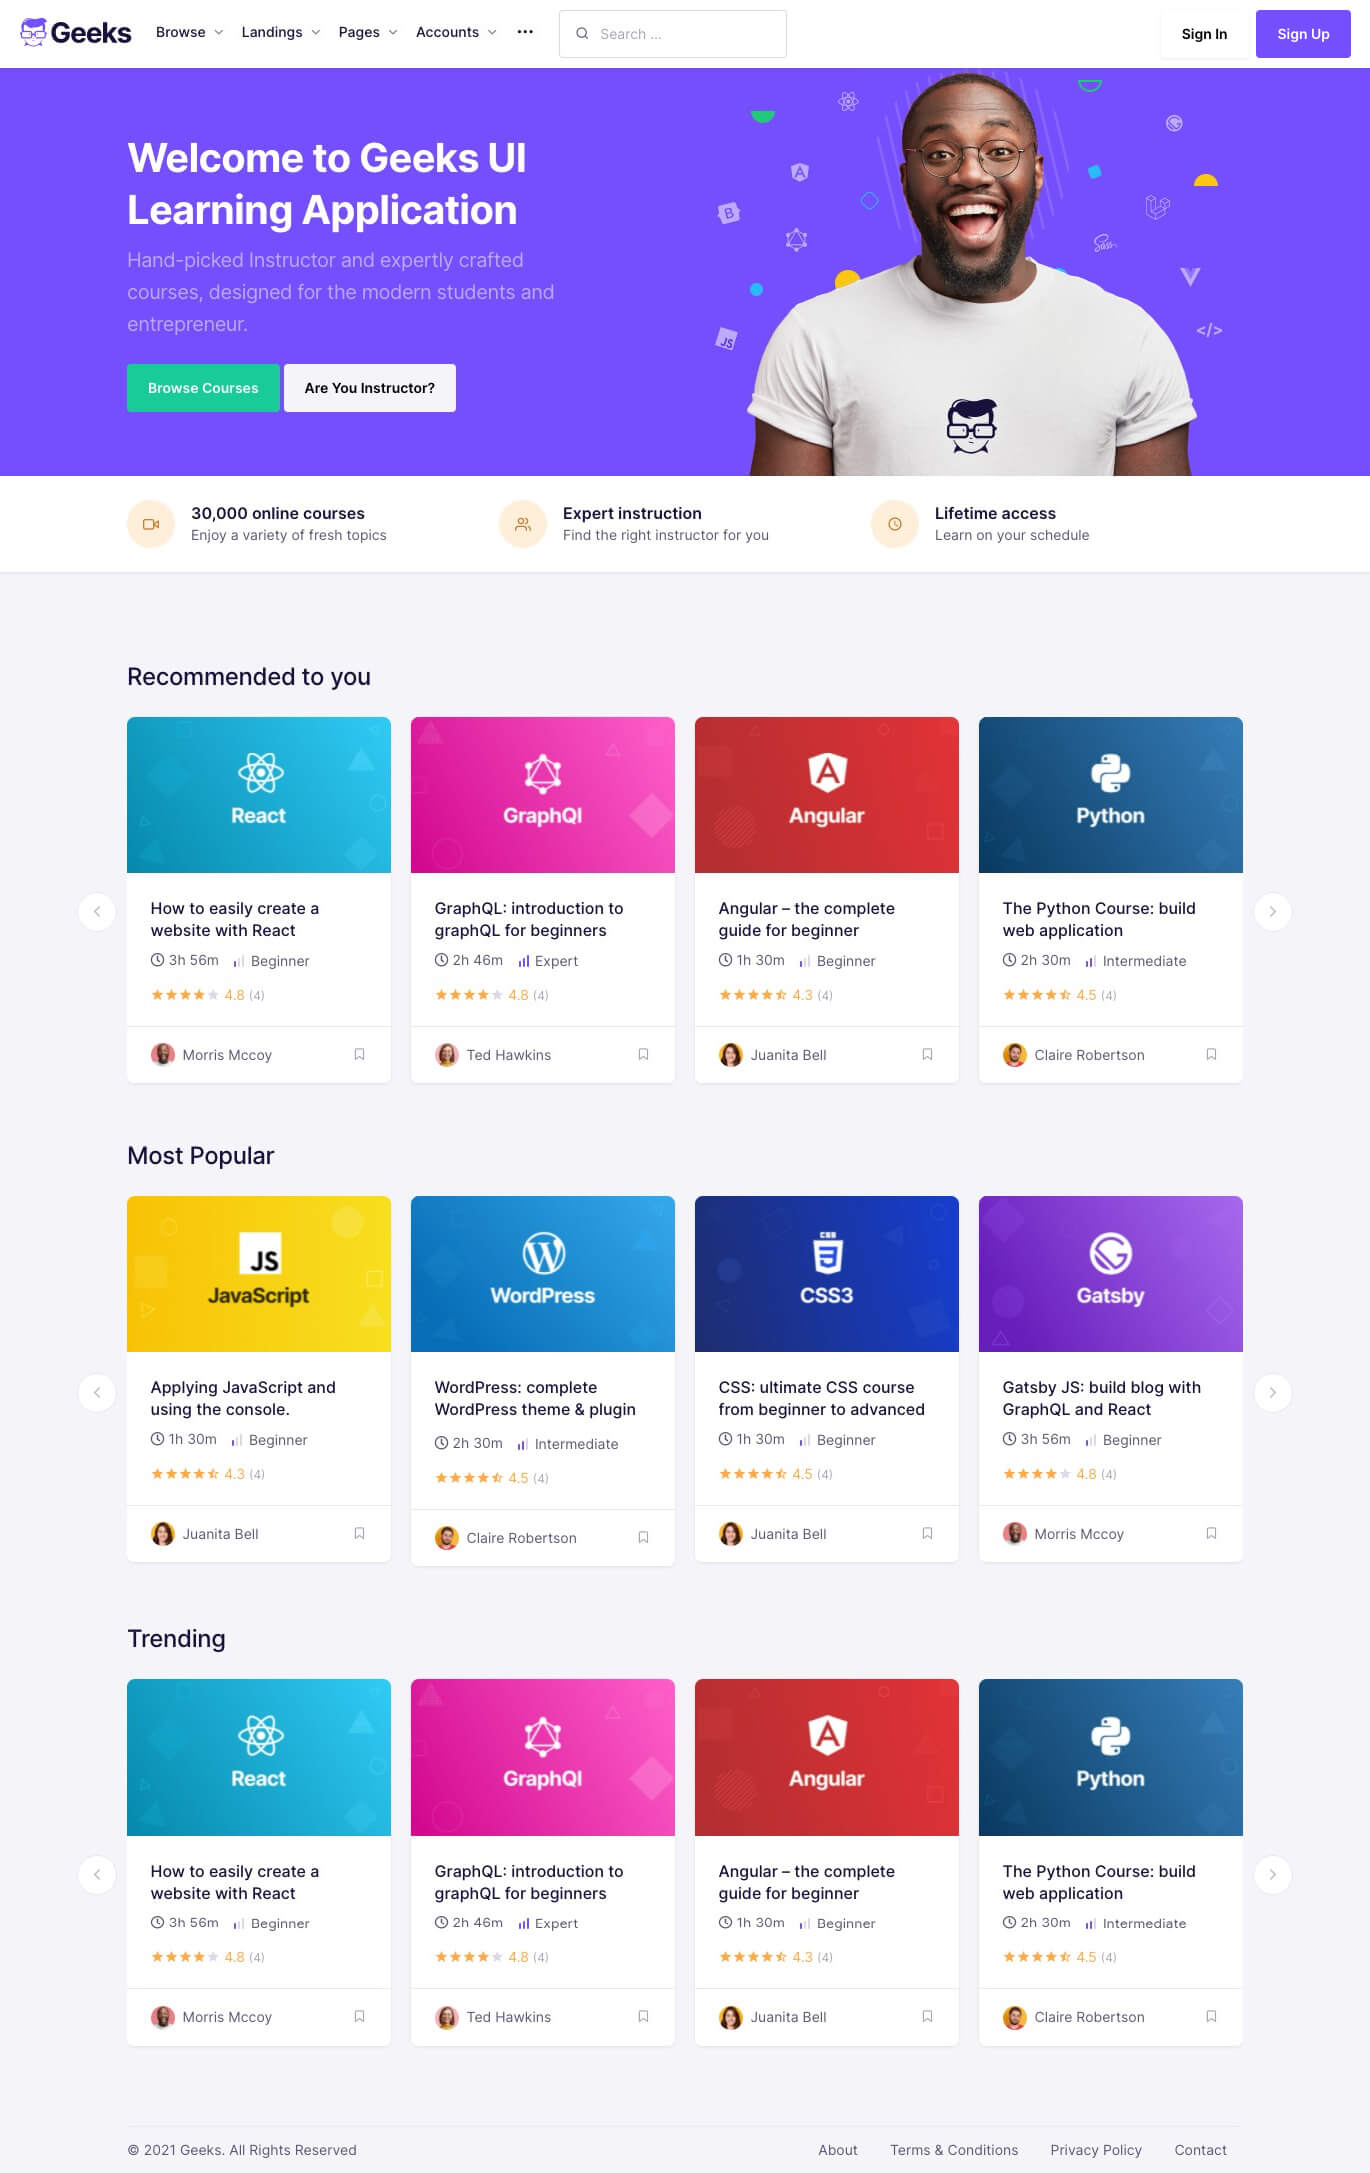 Geeks Browse Landings Pages Accounts ••• Search ... Sign In Sign Up
Welcome to Geeks UI
Learning Application
Hand-picked Instructor and expertly crafted
courses, designed for the modern students and
entrepreneur.
Browse Courses Are You Instructor?
B
JS
Sass
</>
30,000 online courses
Enjoy a variety of fresh topics
Expert instruction
Find the right instructor for you
Lifetime access
Learn on your schedule
Recommended to you
React
How to easily create a
website with React
3h 56m Beginner
4.8 (4)
Morris Mccoy
GraphQl
GraphQL: introduction to
graphQL for beginners
2h 46m Expert
4.8 (4)
Ted Hawkins
Angular
Angular – the complete
guide for beginner
1h 30m Beginner
4.3 (4)
Juanita Bell
Python
The Python Course: build
web application
2h 30m Intermediate
4.5 (4)
Claire Robertson
Most Popular
JS
JavaScript
Applying JavaScript and
using the console.
1h 30m Beginner
4.3 (4)
Juanita Bell
WordPress
WordPress: complete
WordPress theme & plugin
2h 30m Intermediate
4.5 (4)
Claire Robertson
CSS
3
CSS3
CSS: ultimate CSS course
from beginner to advanced
1h 30m Beginner
4.5 (4)
Juanita Bell
Gatsby
Gatsby JS: build blog with
GraphQL and React
3h 56m Beginner
4.8 (4)
Morris Mccoy
Trending
React
How to easily create a
website with React
3h 56m Beginner
4.8 (4)
Morris Mccoy
GraphQl
GraphQL: introduction to
graphQL for beginners
2h 46m Expert
4.8 (4)
Ted Hawkins
Angular
Angular – the complete
guide for beginner
1h 30m Beginner
4.3 (4)
Juanita Bell
Python
The Python Course: build
web application
2h 30m Intermediate
4.5 (4)
Claire Robertson
© 2021 Geeks. All Rights Reserved About Terms & Conditions Privacy Policy Contact